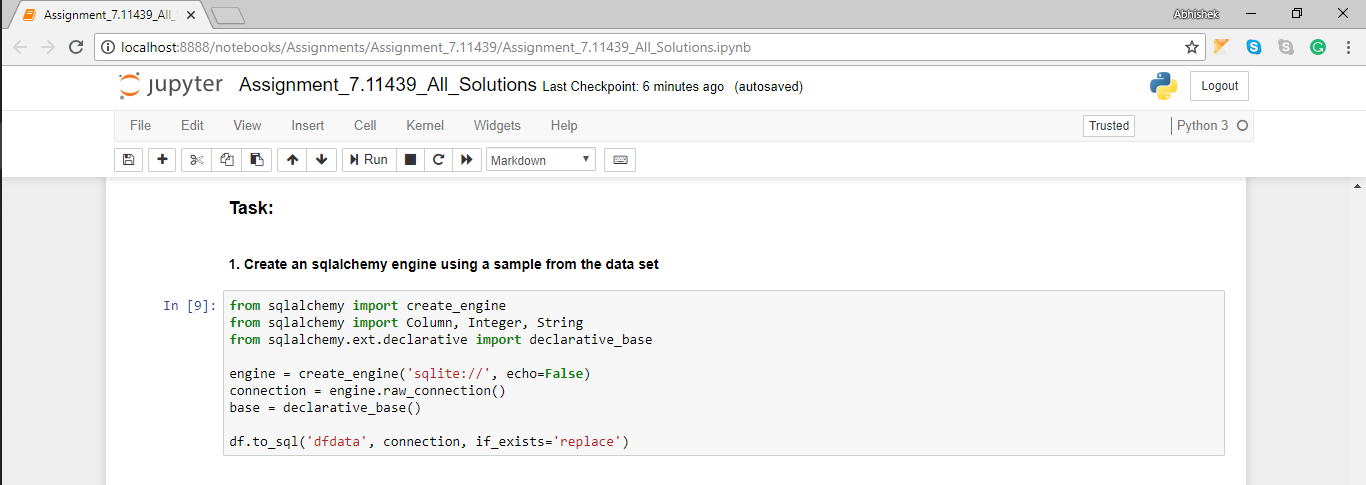 Assignment_7.11439_All_
Abhishek
localhost:8888/notebooks/Assignments/Assignment_7.11439/Assignment_7.11439_All_Solutions.ipynb
jupyter Assignment_7.11439_All_Solutions Last Checkpoint: 6 minutes ago (autosaved)
Logout
File Edit View Insert Cell Kernel Widgets Help Trusted Python 3
Run Markdown
Task:
1. Create an sqlalchemy engine using a sample from the data set
In [9]: from sqlalchemy import create_engine
from sqlalchemy import Column, Integer, String
from sqlalchemy.ext.declarative import declarative_base
engine = create_engine('sqlite://', echo=False)
connection = engine.raw_connection()
base = declarative_base()
df.to_sql('dfdata', connection, if_exists='replace')